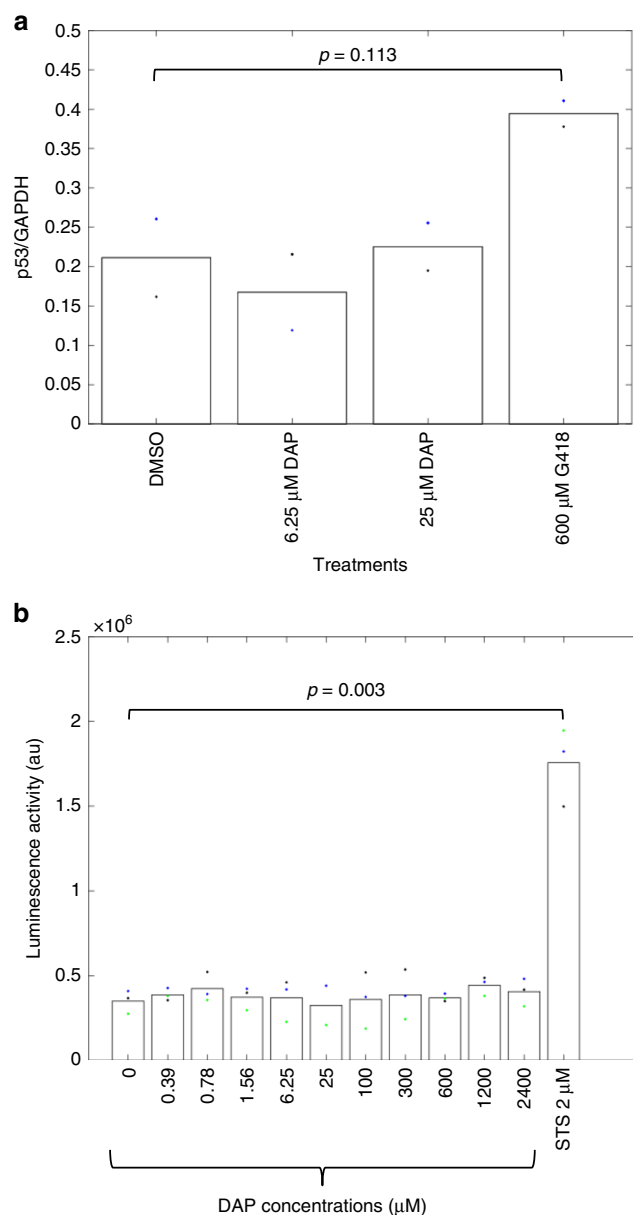 a
0.5
0.45
0.4
0.35
0.3
0.25
0.2
0.15
0.1
0.05
0
p53/GAPDH
p = 0.113
DMSO
6.25 μM DAP
25 μM DAP
600 μM G418
Treatments
b
×10⁶
2.5
2
1.5
1
0.5
0
Luminescence activity (au)
p = 0.003
0
0.39
0.78
1.56
6.25
25
100
300
600
1200
2400
STS 2 μM
DAP concentrations (μM)